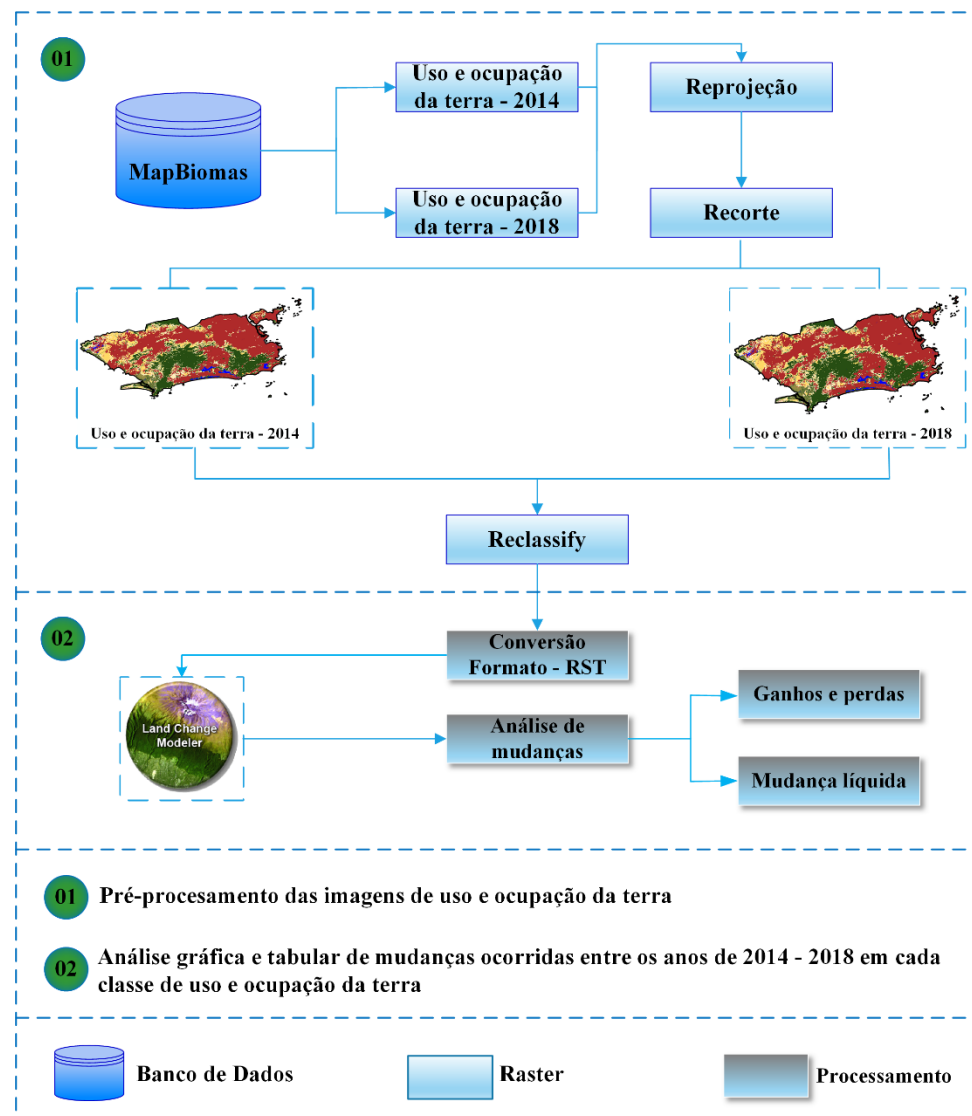 01
MapBiomas
Uso e ocupação
da terra - 2014
Uso e ocupação
da terra - 2018
Reprojeção
Recorte
Uso e ocupação da terra - 2014
Uso e ocupação da terra - 2018
Reclassify
02
Conversão
Formato - RST
Land Change
Modeler
Análise de
mudanças
Ganhos e perdas
Mudança líquida
01 Pré-procesamento das imagens de uso e ocupação da terra
02 Análise gráfica e tabular de mudanças ocorridas entre os anos de 2014 - 2018 em cada
classe de uso e ocupação da terra
Banco de Dados
Raster
Processamento